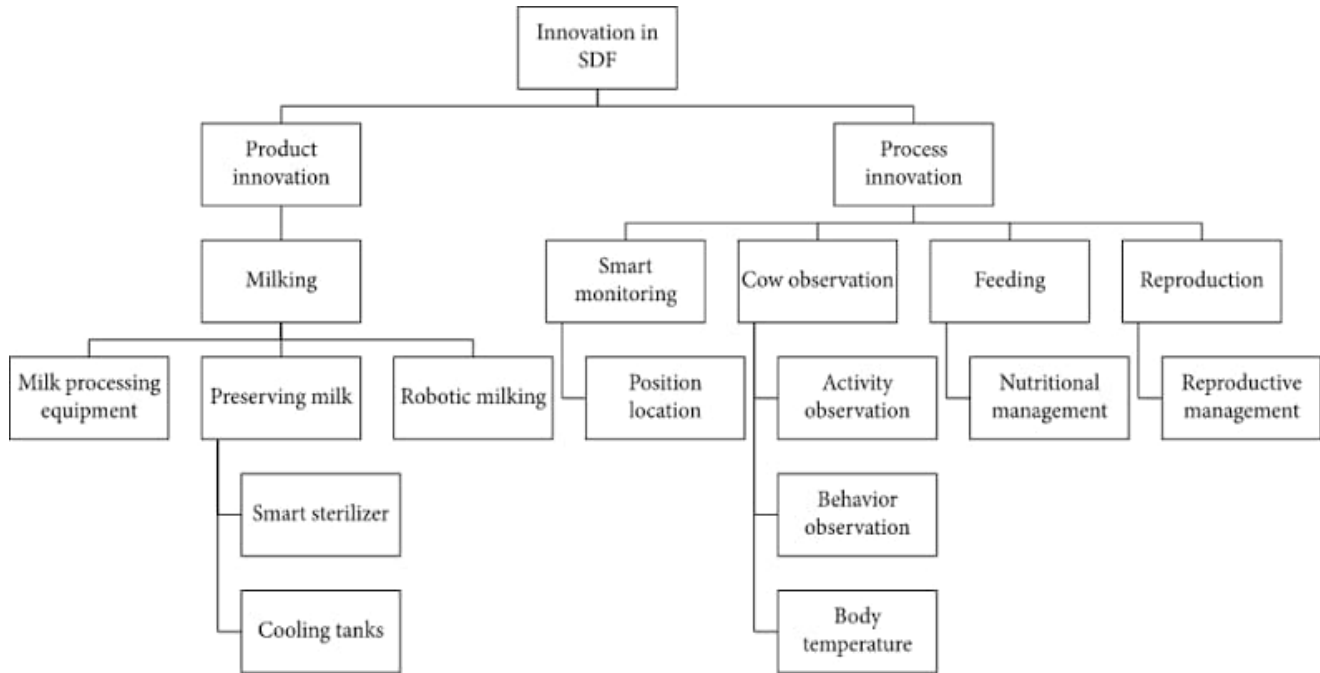 Innovation in
SDF
Product
innovation
Process
innovation
Milking
Smart
monitoring
Cow observation
Feeding
Reproduction
Milk processing
equipment
Preserving milk
Robotic milking
Position
location
Activity
observation
Nutritional
management
Reproductive
management
Smart sterilizer
Behavior
observation
Cooling tanks
Body
temperature